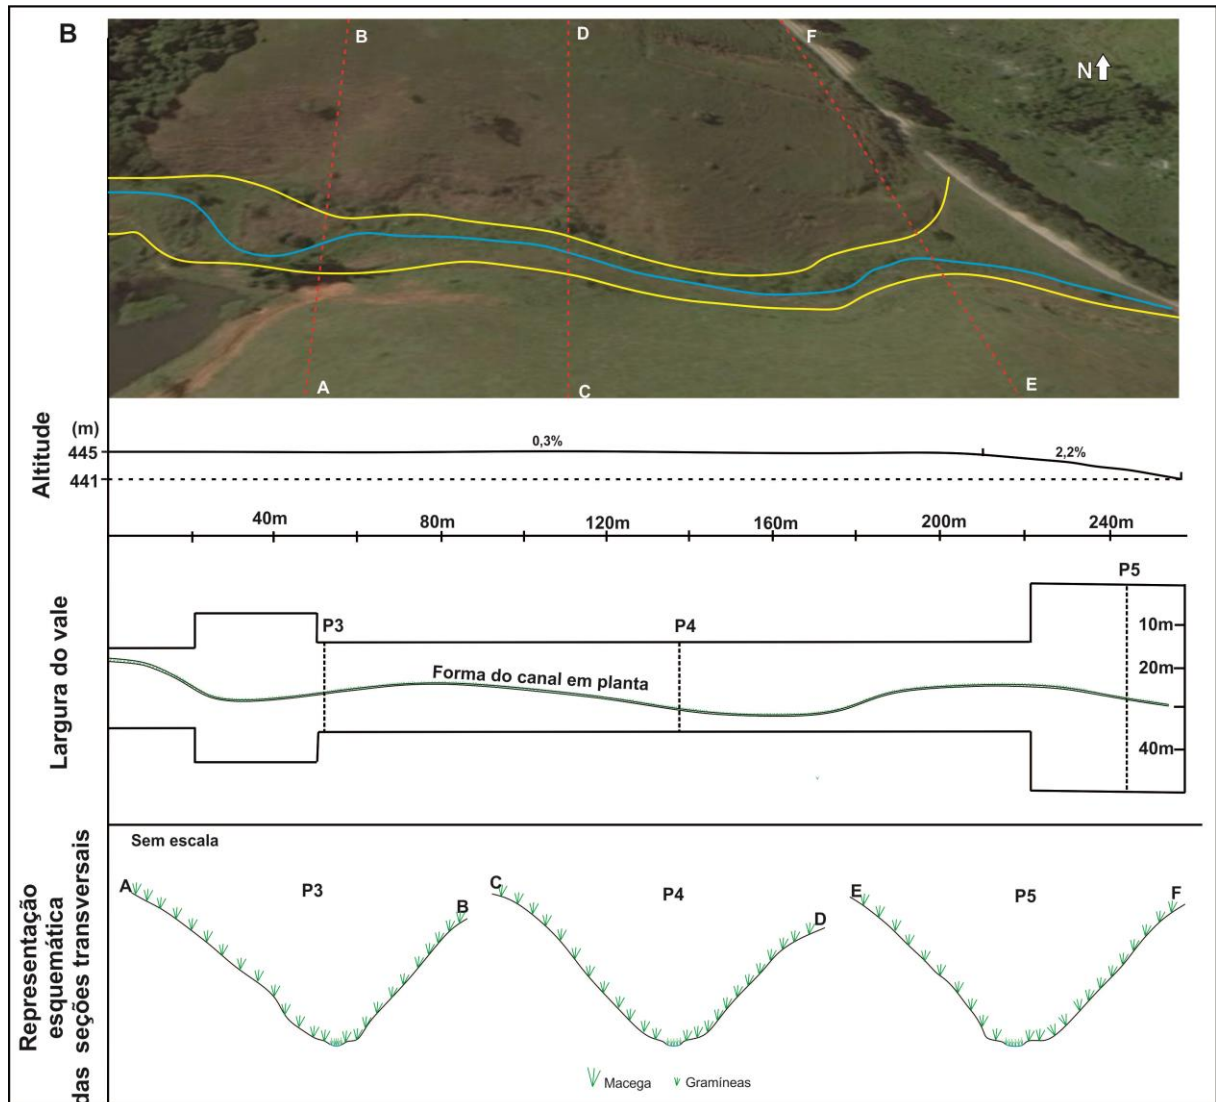 B
B
D
F
N
A
C
E
Altitude
(m)
445
441
0,3%
2,2%
40m
80m
120m
160m
200m
240m
Largura do vale
P3
P4
P5
Forma do canal em planta
10m
20m
40m
Representação
esquemática
das seções transversais
Sem escala
A
P3
B
C
P4
D
E
P5
F
Macega
Gramíneas